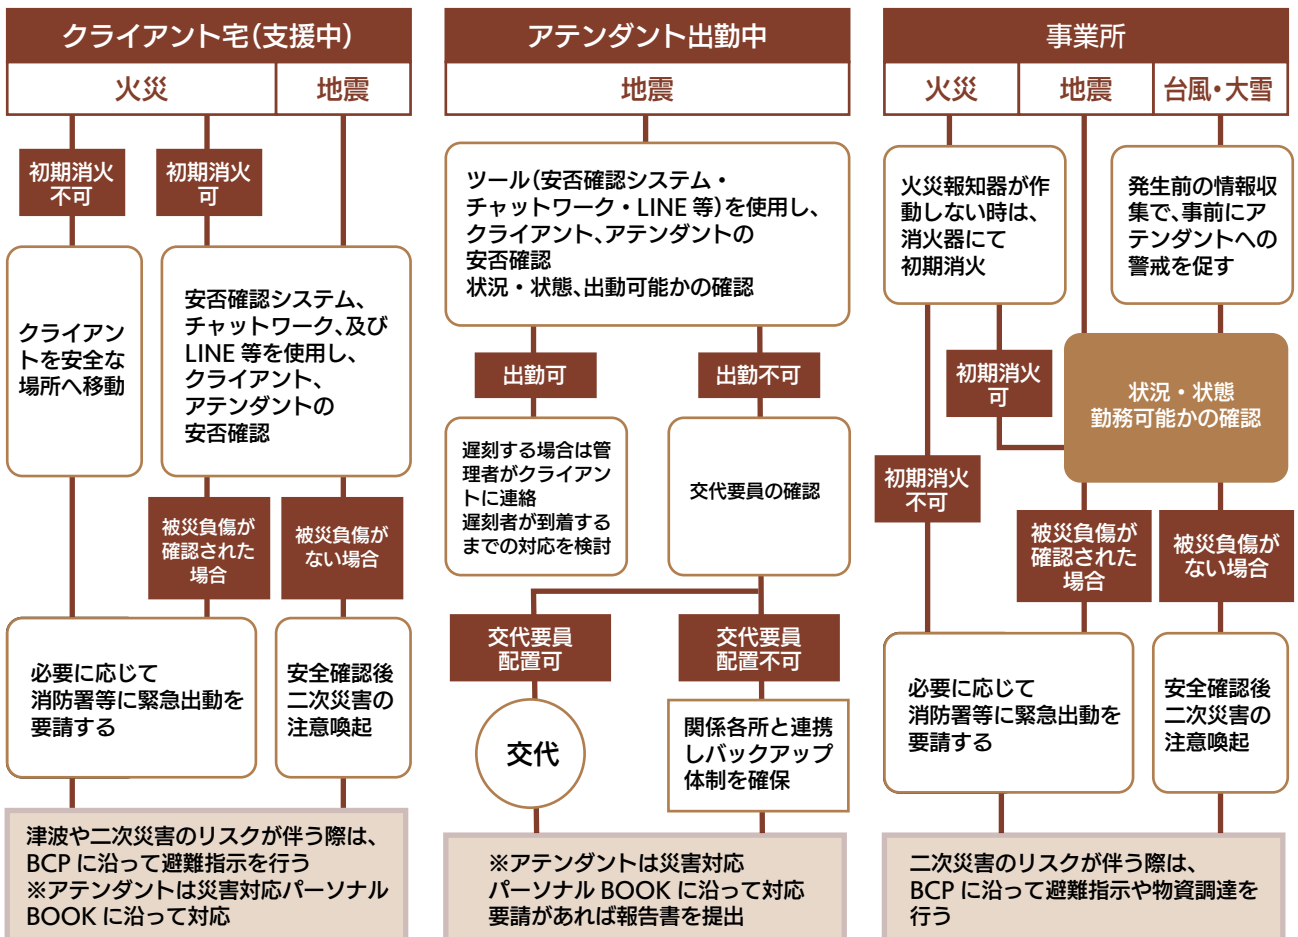 クライアント宅（支援中）
火災
地震
初期消火
不可
初期消火
可
クライアン
トを安全な
場所へ移動
安否確認システム、
チャットワーク、及び
LINE 等を使用し、
クライアント、
アテンダントの
安否確認
被災負傷が
確認された
場合
被災負傷が
ない場合
必要に応じて
消防署等に緊急出動を
要請する
安全確認後
二次災害の
注意喚起
津波や二次災害のリスクが伴う際は、
BCP に沿って避難指示を行う
※アテンダントは災害対応パーソナル
BOOK に沿って対応
アテンダント出勤中
地震
ツール（安否確認システム・
チャットワーク・LINE 等）を使用し、
クライアント、アテンダントの
安否確認
状況・状態、出動可能かの確認
出勤可
出勤不可
遅刻する場合は管
理者がクライアン
トに連絡
遅刻者が到着する
までの対応を検討
交代要員の確認
交代要員
配置可
交代要員
配置不可
交代
関係各所と連携
しバックアップ
体制を確保
※アテンダントは災害対応
パーソナル BOOK に沿って対応
要請があれば報告書を提出
事業所
火災
地震
台風・大雪
火災報知器が作
動しない時は、
消火器にて
初期消火
発生前の情報収
集で、事前にア
テンダントへの
警戒を促す
初期消火
可
状況・状態
勤務可能かの確認
初期消火
不可
被災負傷が
確認された
場合
被災負傷が
ない場合
必要に応じて
消防署等に緊急出動を
要請する
安全確認後
二次災害の
注意喚起
二次災害のリスクが伴う際は、
BCP に沿って避難指示や物資調達を
行う